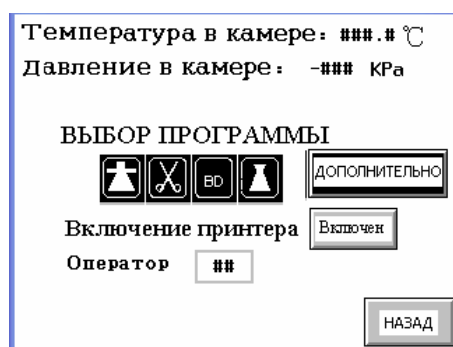 Температура в камере: ###.# °C
Давление в камере: -### KPa
ВЫБОР ПРОГРАММЫ
BD
ДОПОЛНИТЕЛЬНО
Включение принтера Включен
Оператор ##
НАЗАД